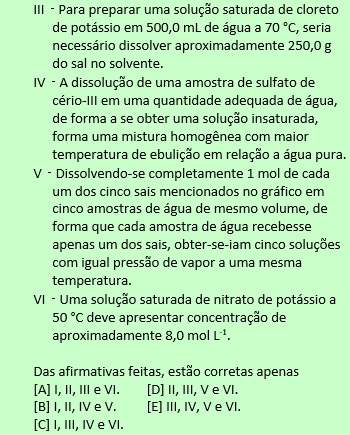 III - Para preparar uma solução saturada de cloreto
de potássio em 500,0 mL de água a 70 °C, seria
necessário dissolver aproximadamente 250,0 g
do sal no solvente.
IV - A dissolução de uma amostra de sulfato de
cério-III em uma quantidade adequada de água,
de forma a se obter uma solução insaturada,
forma uma mistura homogênea com maior
temperatura de ebulição em relação a água pura.
V - Dissolvendo-se completamente 1 mol de cada
um dos cinco sais mencionados no gráfico em
cinco amostras de água de mesmo volume, de
forma que cada amostra de água recebesse
apenas um dos sais, obter-se-iam cinco soluções
com igual pressão de vapor a uma mesma
temperatura.
VI - Uma solução saturada de nitrato de potássio a
50 °C deve apresentar concentração de
aproximadamente 8,0 mol L⁻¹.
Das afirmativas feitas, estão corretas apenas
[A] I, II, III e VI. [D] II, III, V e VI.
[B] I, II, IV e V. [E] III, IV, V e VI.
[C] I, III, IV e VI.